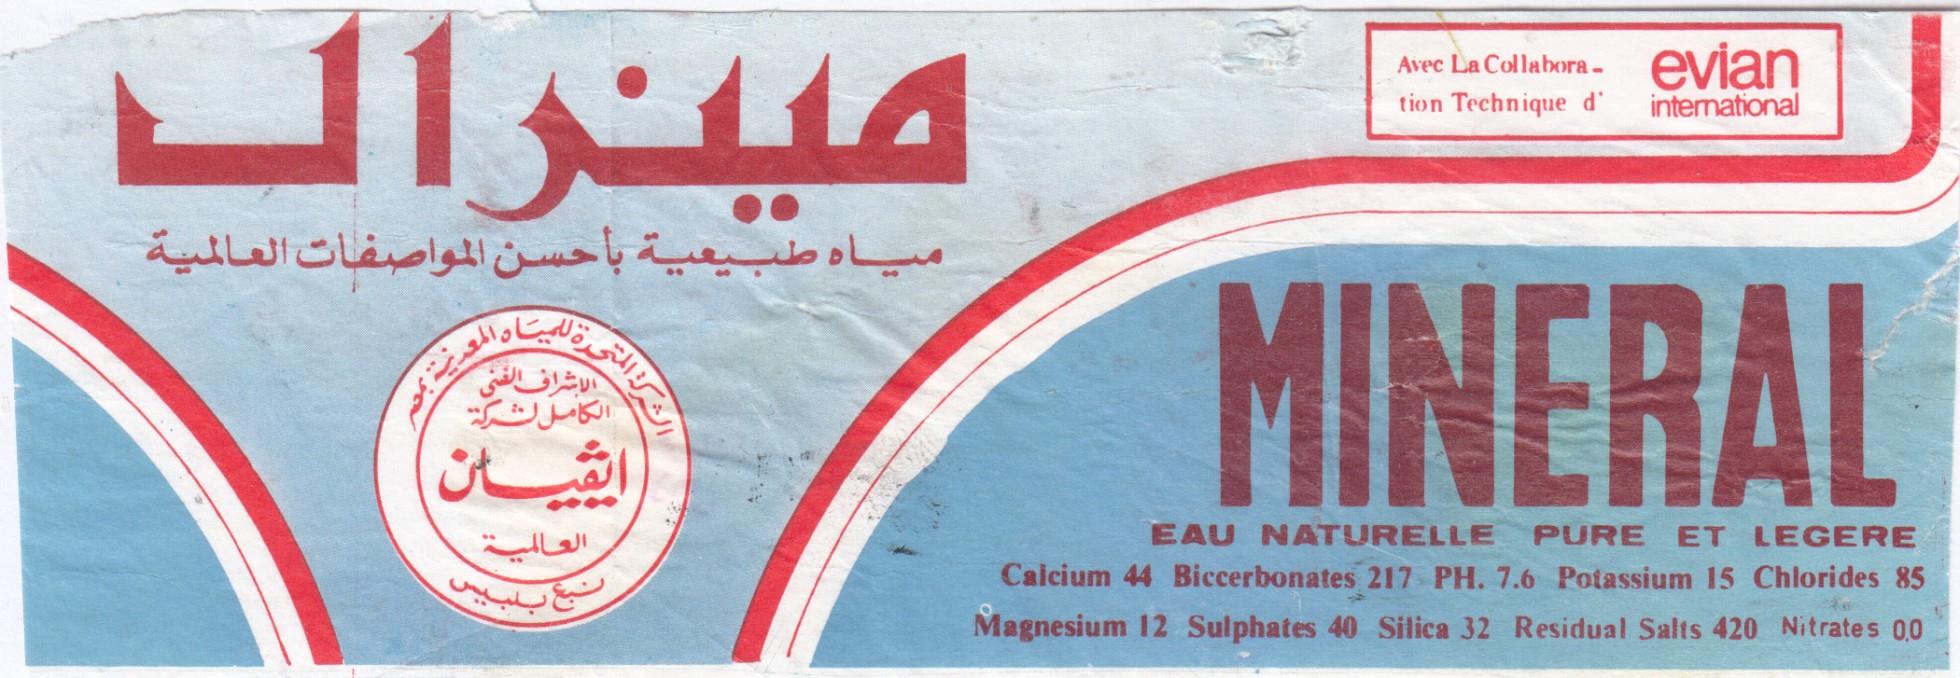 مينرال
مياه طبيعية بأحسن المواصفات العالمية
الشركة المتحدة للمياه المعدنية بمصر
الاشراف الفنى
الكامل لشركة
ايڤيان
العالمية
نبع بلبيس
Avec La Collabora-
tion Technique d'
evian
international
MINERAL
EAU NATURELLE PURE ET LEGERE
Calcium 44 Biccerbonates 217 PH. 7.6 Potassium 15 Chlorides 85
Magnesium 12 Sulphates 40 Silica 32 Residual Salts 420 Nitrates 0,0